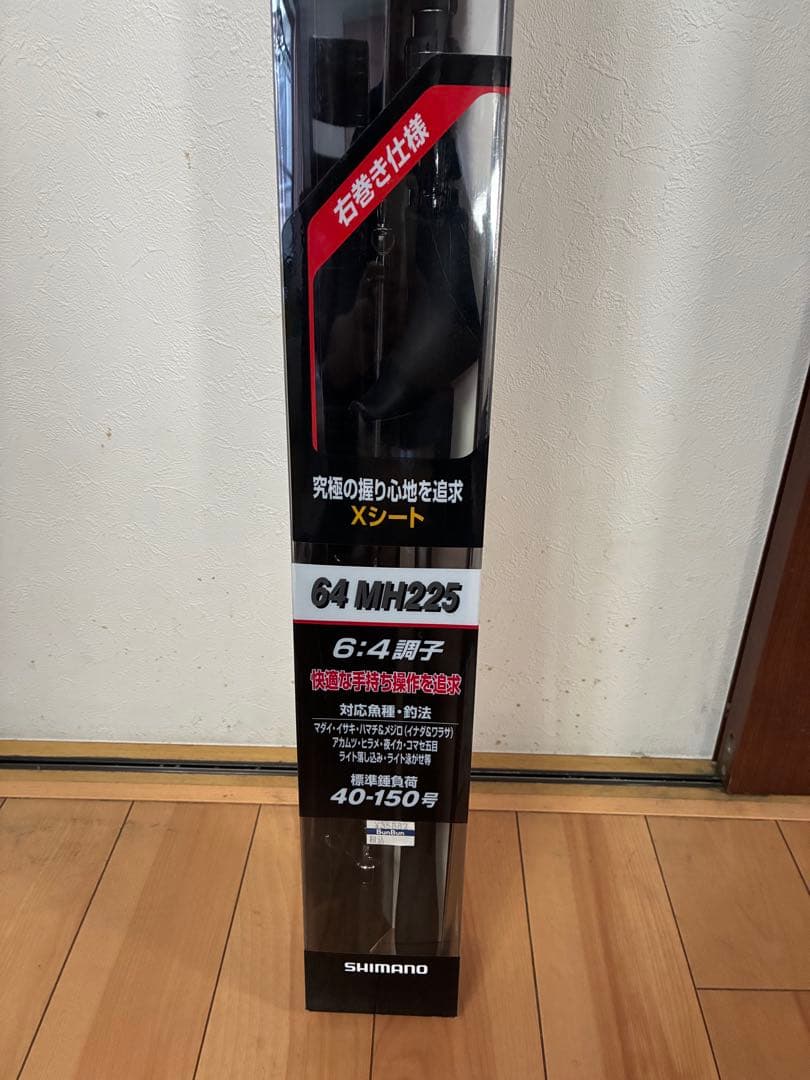 右巻き仕様
究極の握り心地を追求
Xシート
64 MH225
6:4調子
快適な手持ち操作を追求
対応魚種・釣法
マダイ・イサキ・ハマチ&メジロ(イナダ&ワラサ)
アカムツ・ヒラメ・夜イカ・コマセ五目
ライト落し込み・ライト泳がせ等
標準錘負荷
40-150号
BunBun
SHIMANO